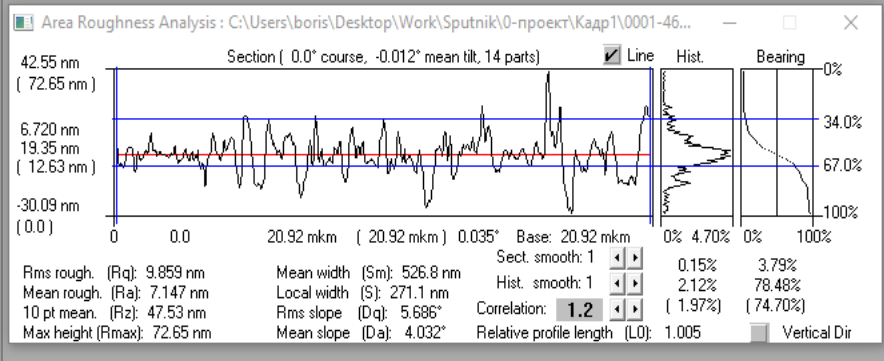 Area Roughness Analysis : C:\Users\boris\Desktop\Work\Sputnik\0-проект\Кадр1\0001-46...
Section ( 0.0° course, -0.012° mean tilt, 14 parts) Line Hist. Bearing
42.55 nm
( 72.65 nm )
0%
6.720 nm
34.0%
19.35 nm
( 12.63 nm )
67.0%
-30.09 nm
( 0.0 )
100%
0 0.0 20.92 mkm ( 20.92 mkm ) 0.035° Base: 20.92 mkm 0% 4.70% 0% 100%
Sect. smooth: 1 0.15% 3.79%
Rms rough. (Rq): 9.859 nm Mean width (Sm): 526.8 nm
Hist. smooth: 1 2.12% 78.48%
Mean rough. (Ra): 7.147 nm Local width (S): 271.1 nm
Correlation: 1.2 ( 1.97%) (74.70%)
10 pt mean. (Rz): 47.53 nm Rms slope (Dq): 5.686°
Max height (Rmax): 72.65 nm Mean slope (Da): 4.032° Relative profile length (L0): 1.005 Vertical Dir